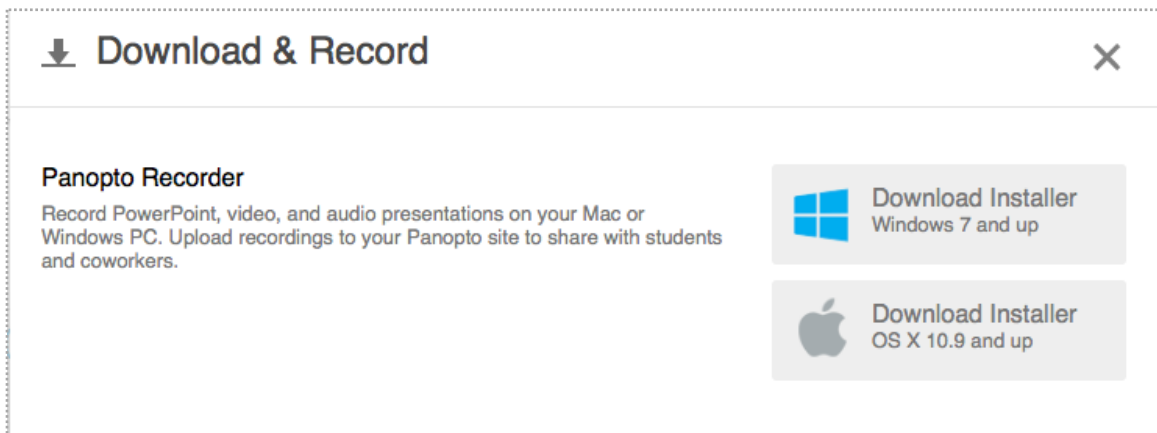 Download & Record
Panopto Recorder
Record PowerPoint, video, and audio presentations on your Mac or
Windows PC. Upload recordings to your Panopto site to share with students
and coworkers.
Download Installer
Windows 7 and up
Download Installer
OS X 10.9 and up